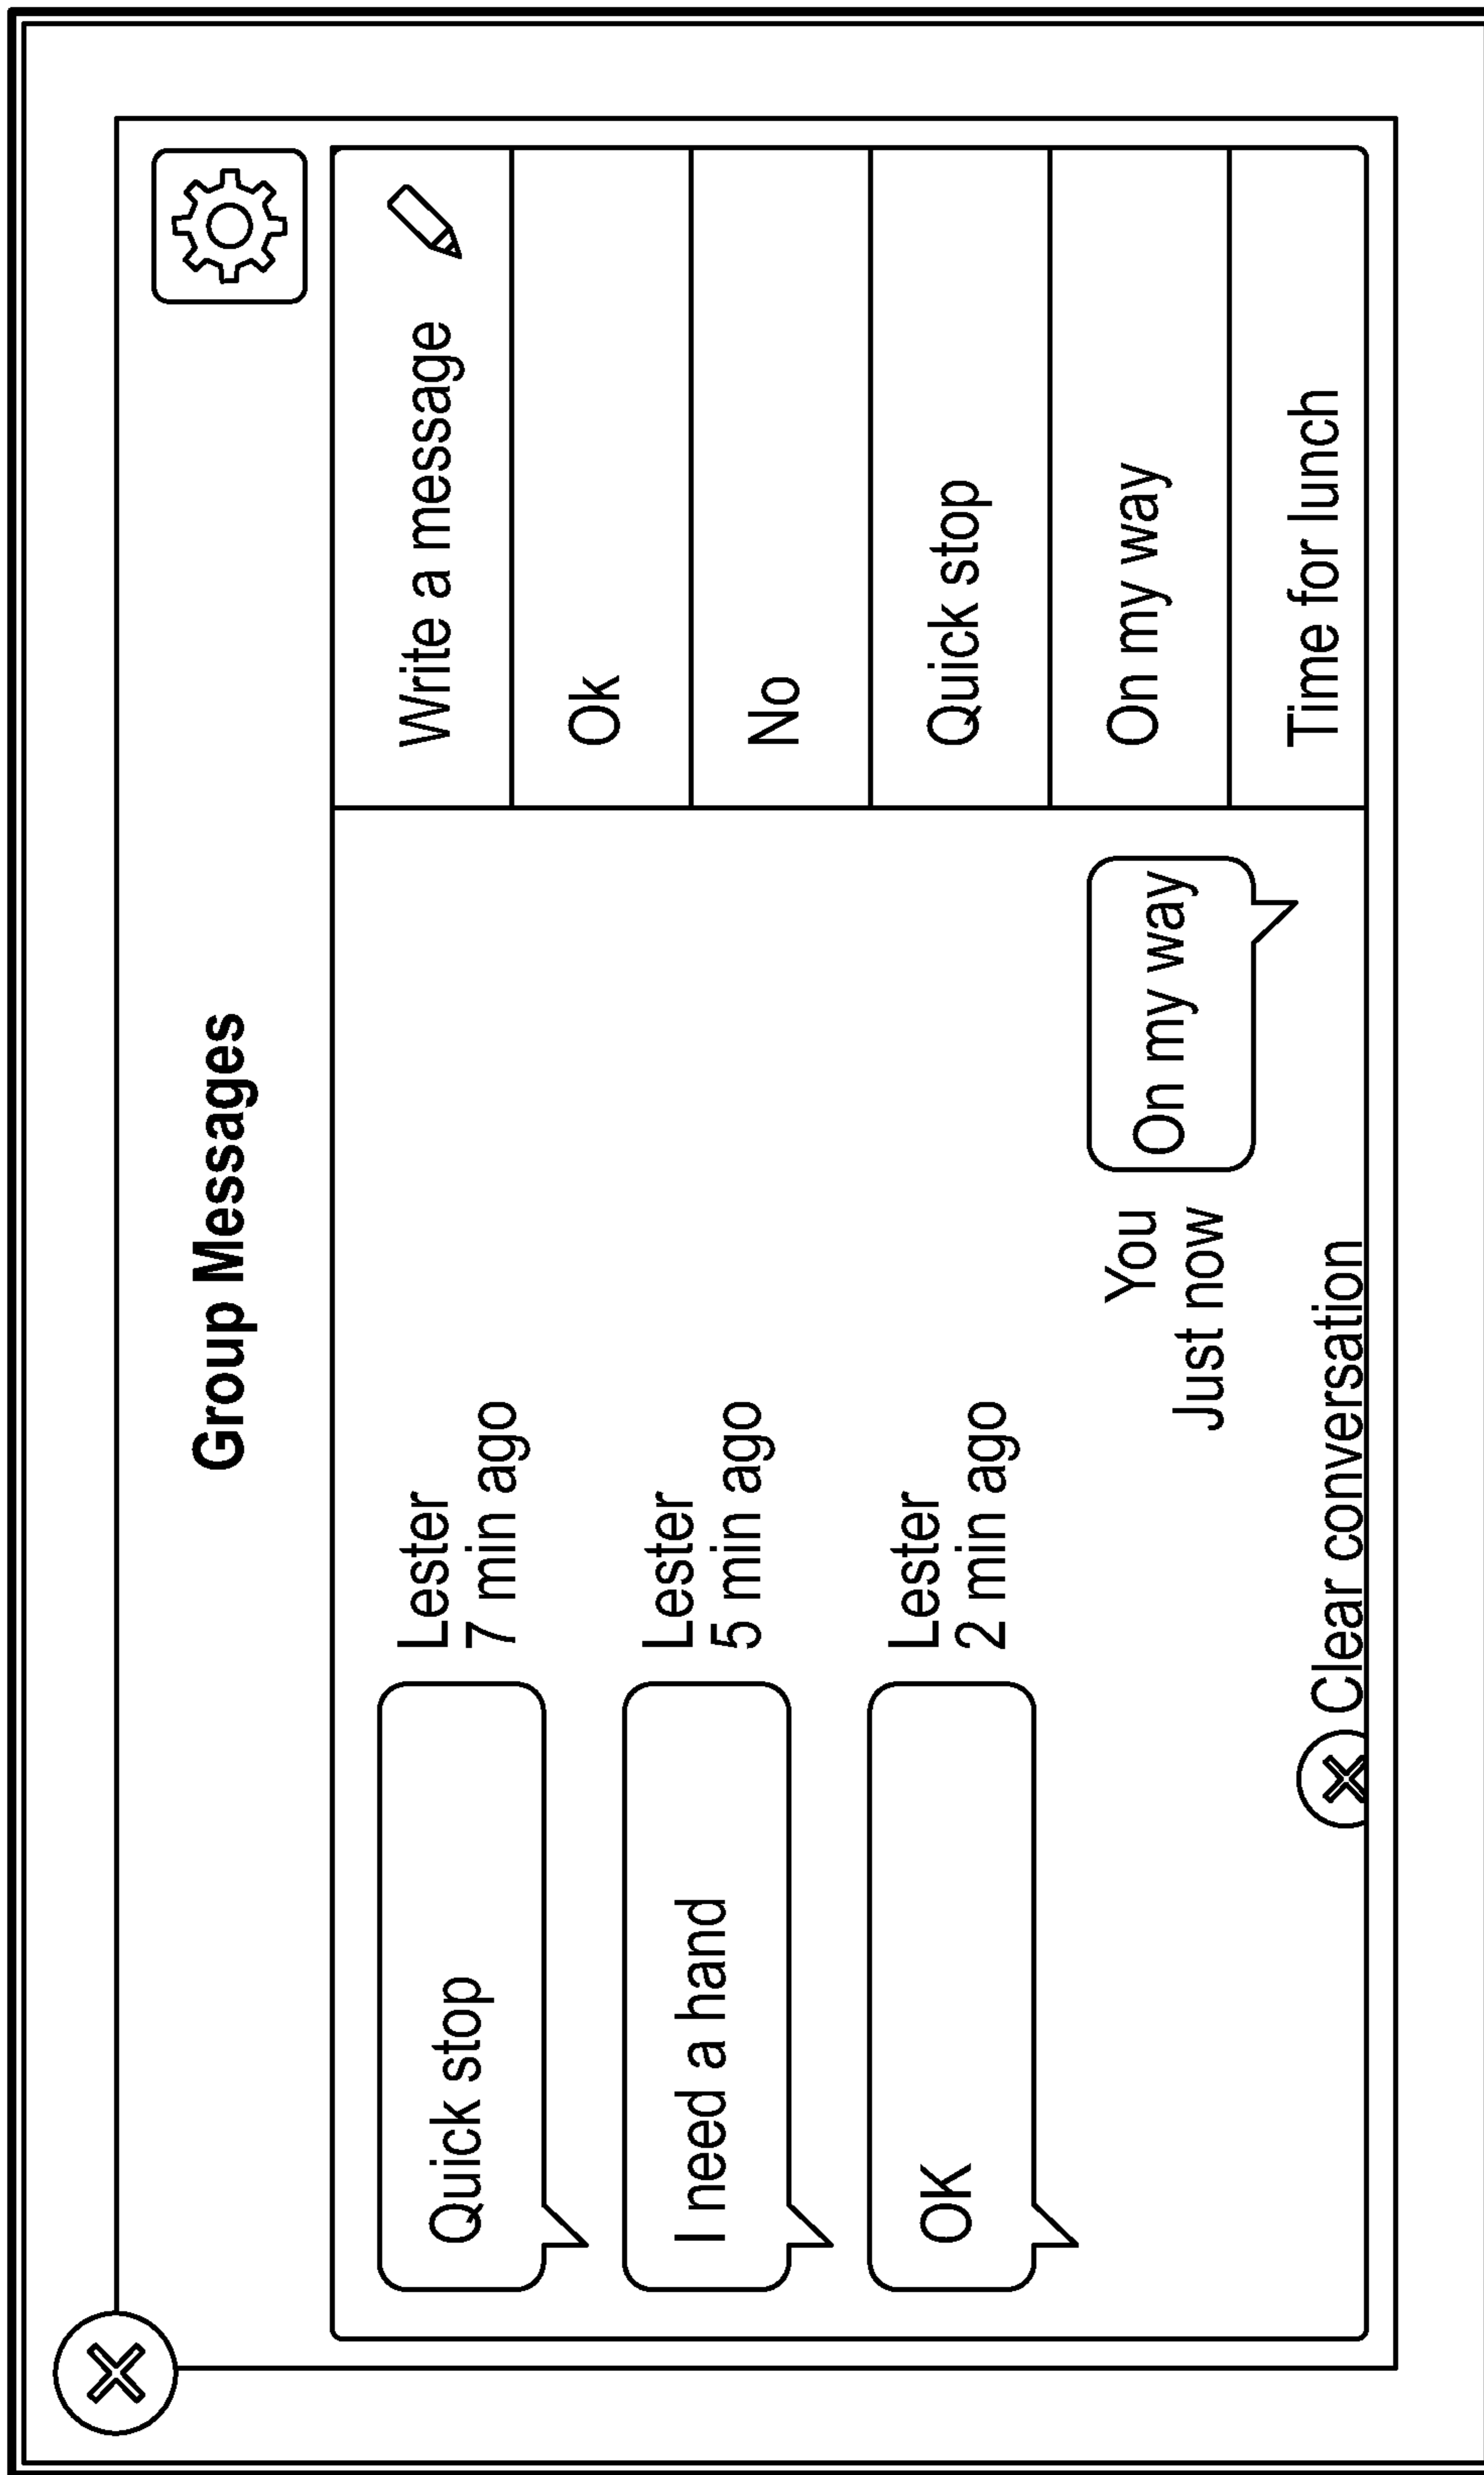 Group Messages
Quick stop
Lester
7 min ago
I need a hand
Lester
5 min ago
OK
Lester
2 min ago
You
Just now
On my way
Clear conversation
Write a message
Ok
No
Quick stop
On my way
Time for lunch